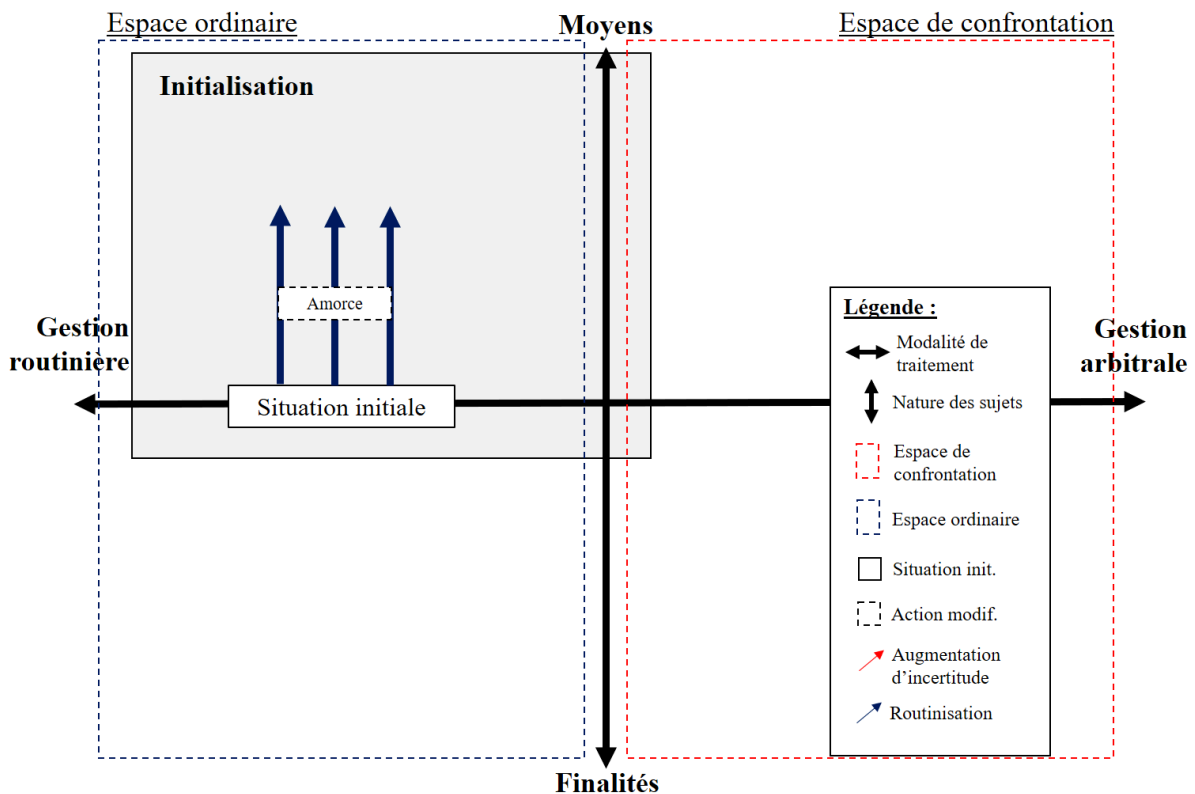 Espace ordinaire
Moyens
Espace de confrontation
Initialisation
Amorce
Gestion
routinière
Situation initiale
Légende :
Modalité de
traitement
Nature des sujets
Espace de
confrontation
Espace ordinaire
Situation init.
Action modif.
Augmentation
d’incertitude
Routinisation
Gestion
arbitrale
Finalités